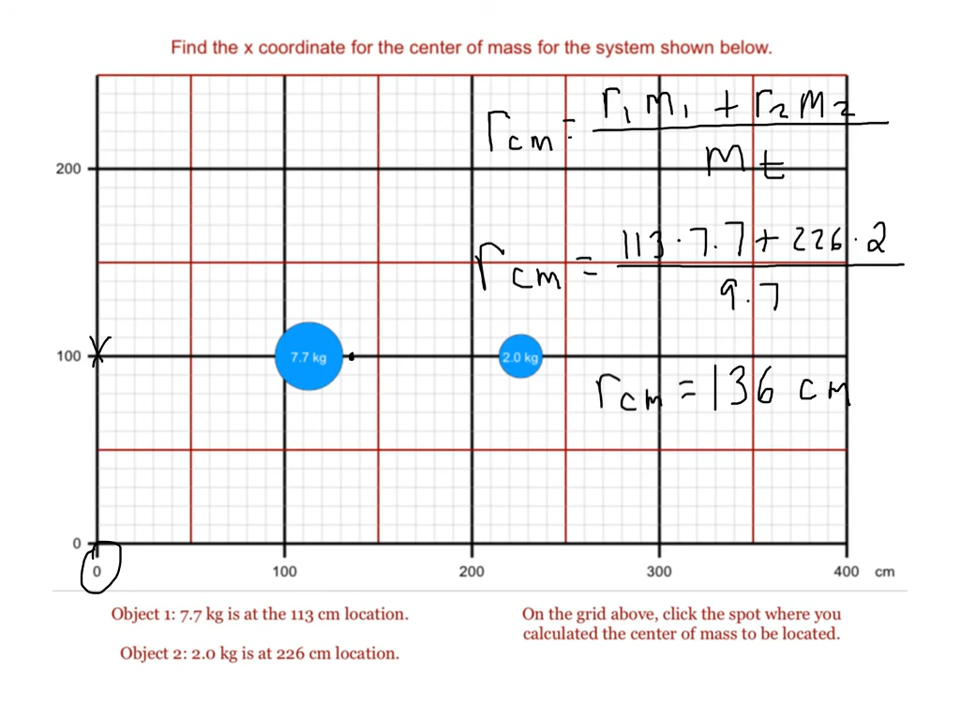 Find the x coordinate for the center of mass for the system shown below.
rcm = r1 m1 + r2 m2
mt
200
rcm = 113 · 7.7 + 226 · 2
9.7
100
7.7 kg
2.0 kg
rcm = 136 cm
0
0 100 200 300 400 cm
Object 1: 7.7 kg is at the 113 cm location.
Object 2: 2.0 kg is at 226 cm location.
On the grid above, click the spot where you
calculated the center of mass to be located.